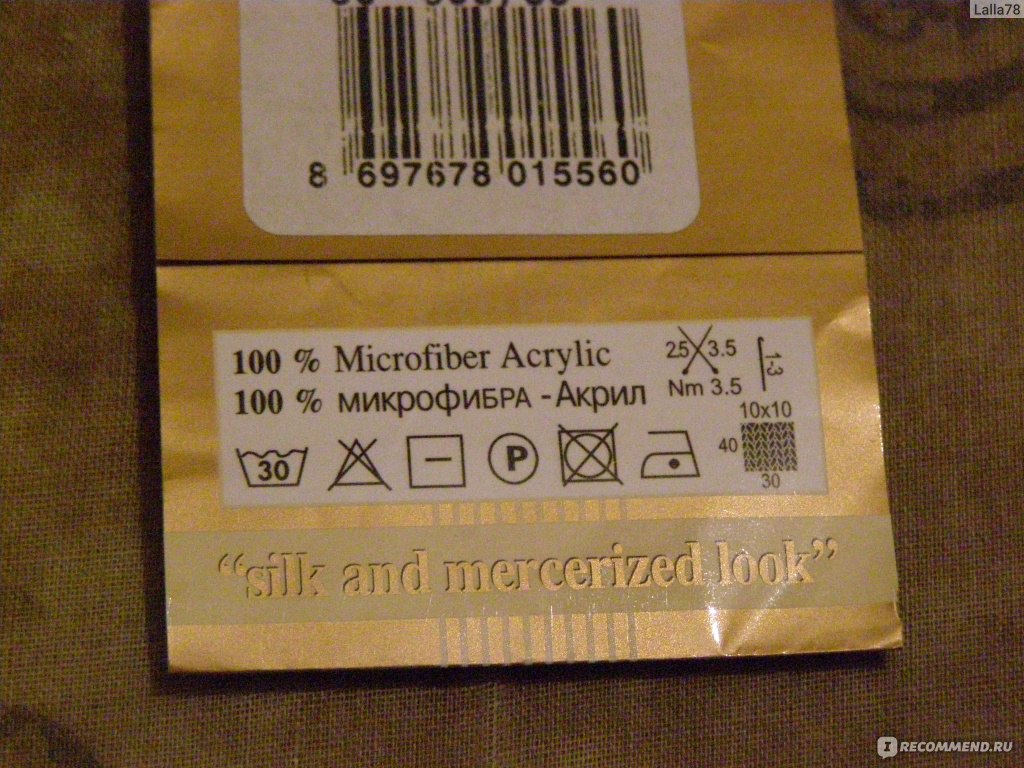 Lalla78
8 697678 015560
100 % Microfiber Acrylic
100 % микрофибра -Акрил
2.5 3.5
Nm 3.5
1-3
10x10
40
30
30
P
"silk and mercerized look"
IRECOMMEND.RU